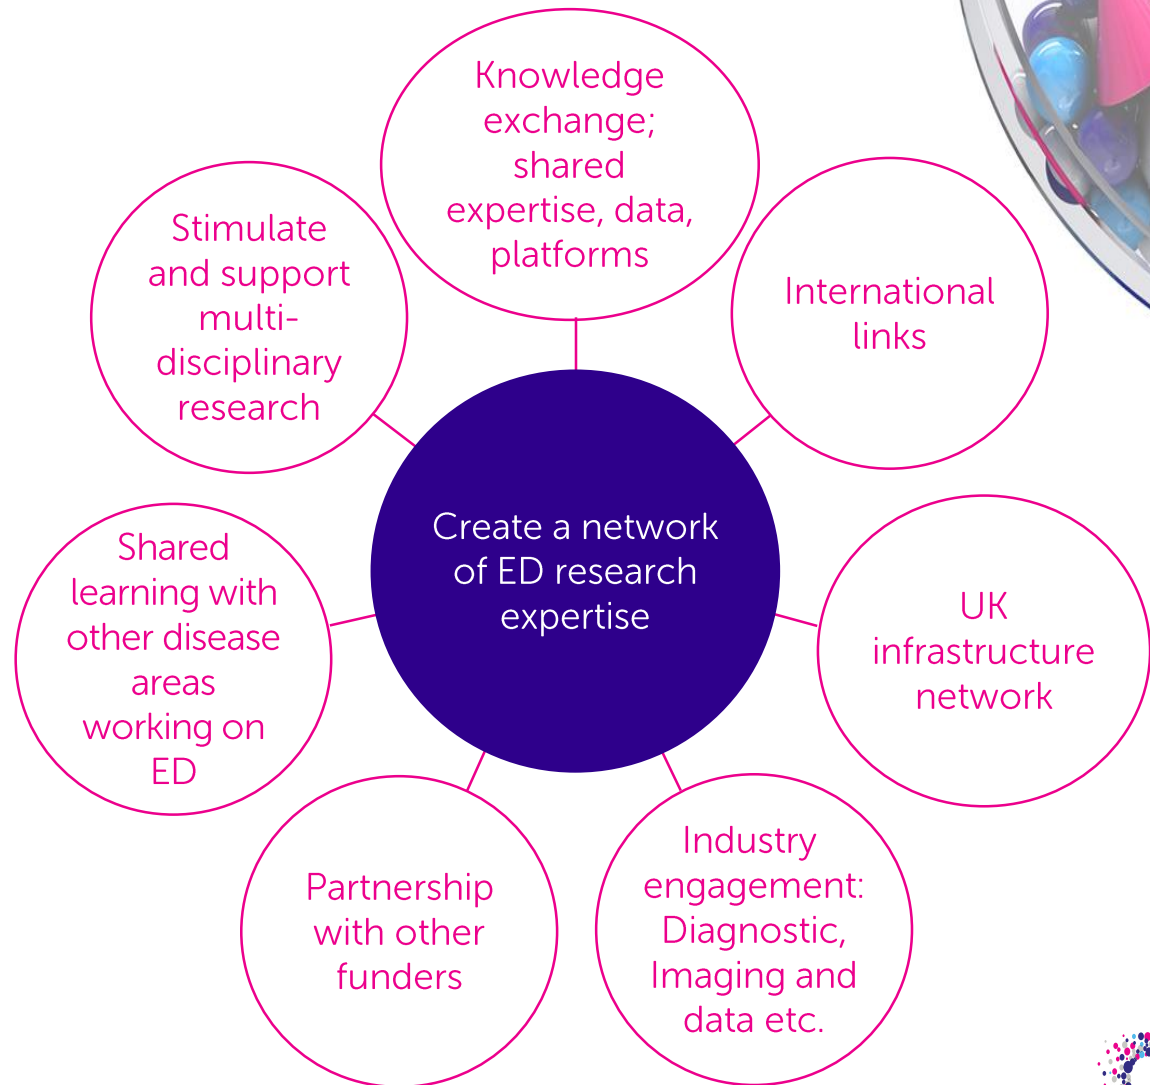 Knowledge
exchange;
shared
expertise, data,
platforms
Stimulate
and support
multi-
disciplinary
research
International
links
Create a network
of ED research
expertise
Shared
learning with
other disease
areas
working on
ED
UK
infrastructure
network
Partnership
with other
funders
Industry
engagement:
Diagnostic,
Imaging and
data etc.